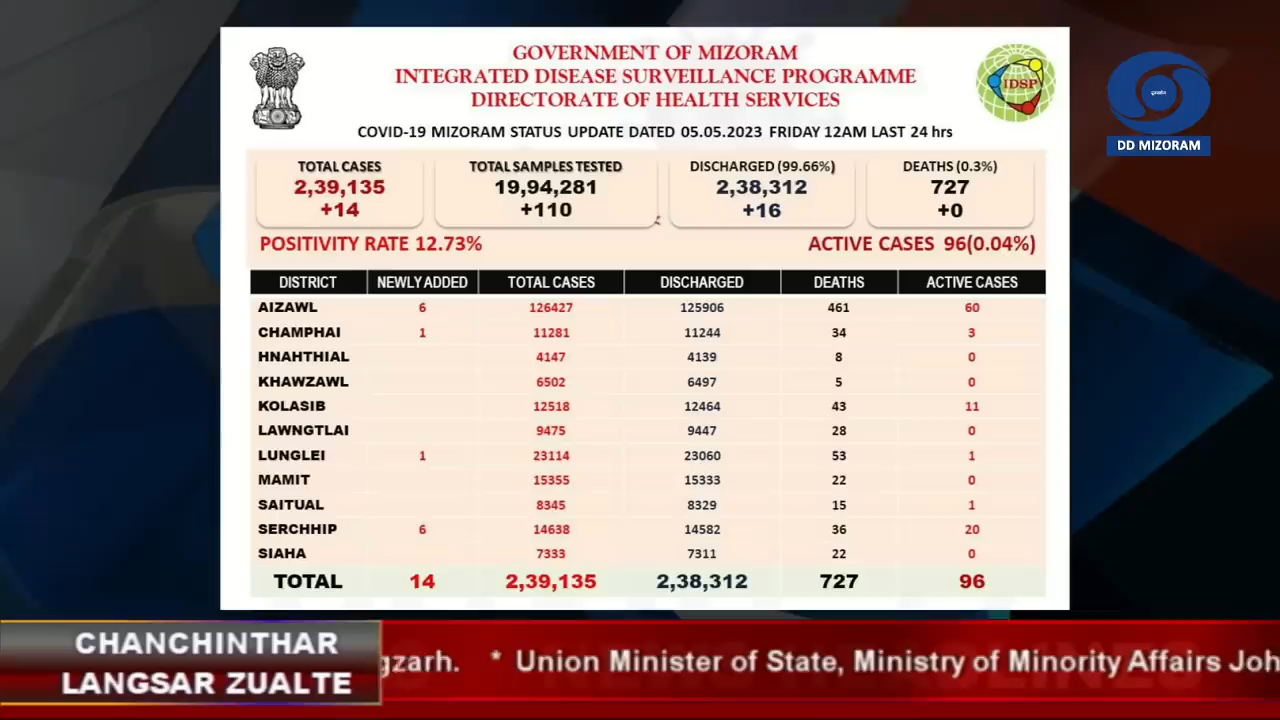 GOVERNMENT OF MIZORAM
INTEGRATED DISEASE SURVEILLANCE PROGRAMME
DIRECTORATE OF HEALTH SERVICES
IDSP
DD MIZORAM
COVID-19 MIZORAM STATUS UPDATE DATED 05.05.2023 FRIDAY 12AM LAST 24 hrs
TOTAL CASES TOTAL SAMPLES TESTED DISCHARGED (99.66%) DEATHS (0.3%)
2,39,135 19,94,281 2,38,312 727
+14 +110 +16 +0
POSITIVITY RATE 12.73% ACTIVE CASES 96(0.04%)
DISTRICT NEWLY ADDED TOTAL CASES DISCHARGED DEATHS ACTIVE CASES
AIZAWL 6 126427 125906 461 60
CHAMPHAI 1 11281 11244 34 3
HNAHTHIAL 4147 4139 8 0
KHAWZAWL 6502 6497 5 0
KOLASIB 12518 12464 43 11
LAWNGTLAI 9475 9447 28 0
LUNGLEI 1 23114 23060 53 1
MAMIT 15355 15333 22 0
SAITUAL 8345 8329 15 1
SERCHHIP 6 14638 14582 36 20
SIAHA 7333 7311 22 0
TOTAL 14 2,39,135 2,38,312 727 96
CHANCHINTHAR
LANGSAR ZUALTE
gzarh. * Union Minister of State, Ministry of Minority Affairs Joh